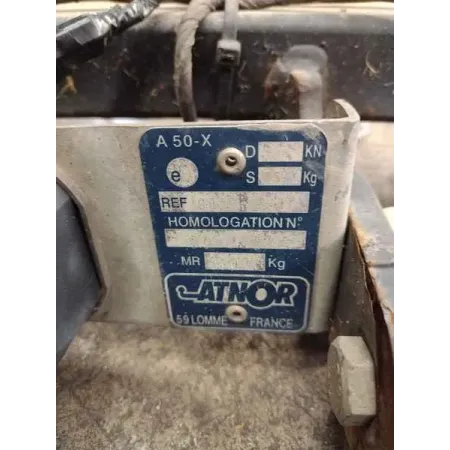 A 50-X D KN
e S Kg
REF
HOMOLOGATION N°
MR Kg
ATNOR
59 LOMME FRANCE